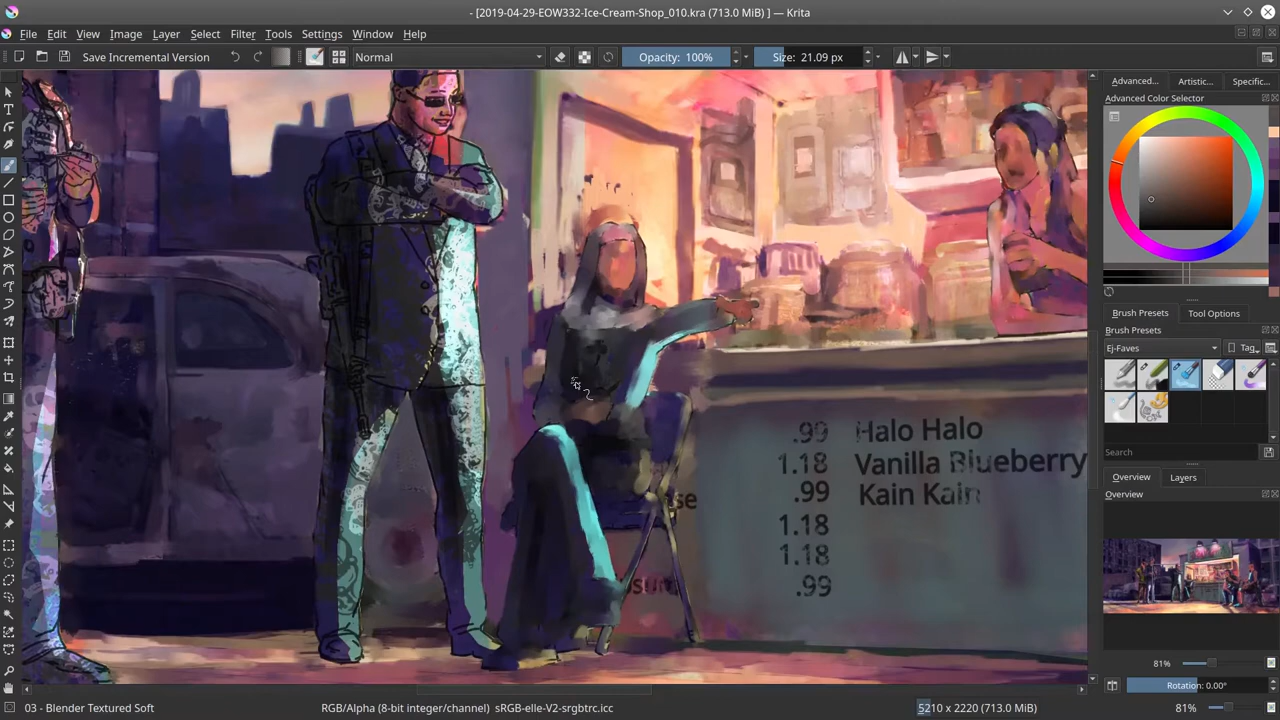 - [2019-04-29-EOW332-Ice-Cream-Shop_010.kra (713.0 MiB) ] — Krita
File Edit View Image Layer Select Filter Tools Settings Window Help
Save Incremental Version Normal Opacity: 100% Size: 21.09 px
Advanced... Artistic... Specific...
Advanced Color Selector
Brush Presets Tool Options
Brush Presets
Ej-Faves Tag
Search
Overview Layers
Overview
.99 Halo Halo
1.18 Vanilla Blueberry
.99 Kain Kain
1.18
1.18
.99
81%
Rotation: 0.00°
03 - Blender Textured Soft RGB/Alpha (8-bit integer/channel) sRGB-elle-V2-srgbtrc.icc 5210 x 2220 (713.0 MiB) 81%